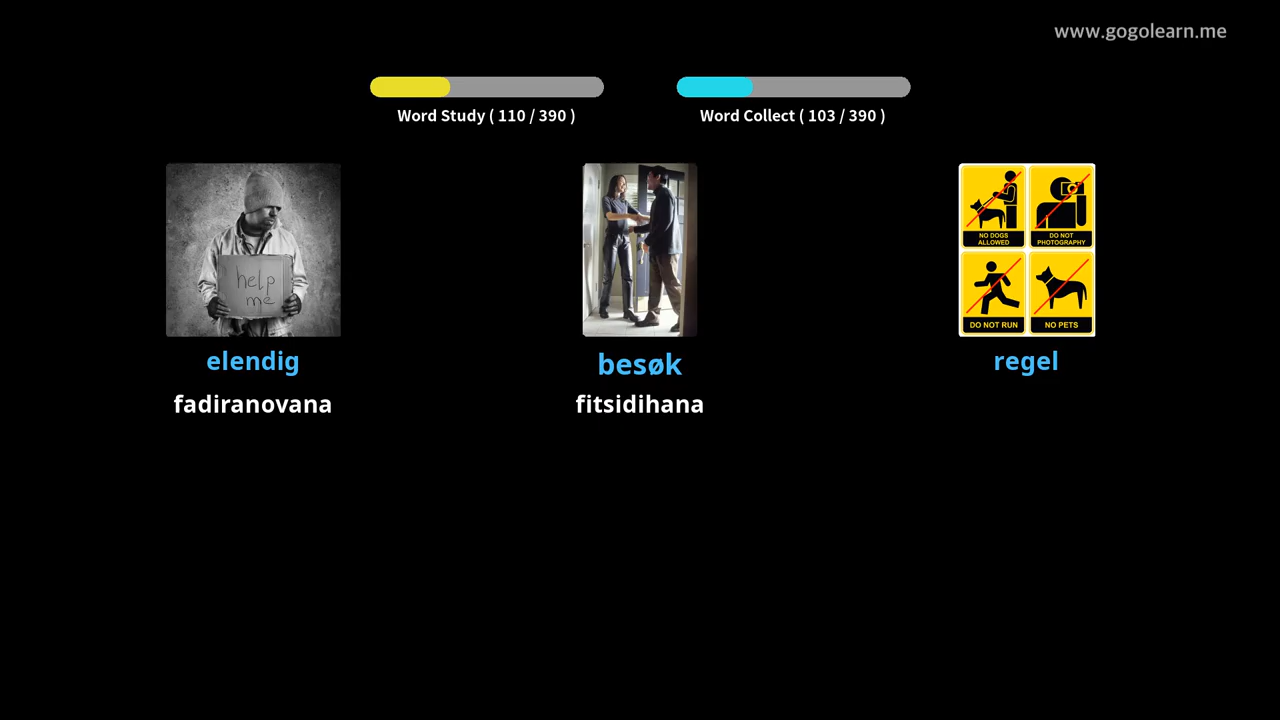 www.gogolearn.me
Word Study ( 110 / 390 )
Word Collect ( 103 / 390 )
help
me
NO DOGS
ALLOWED
DO NOT
PHOTOGRAPHY
DO NOT RUN
NO PETS
elendig
besøk
regel
fadiranovana
fitsidihana